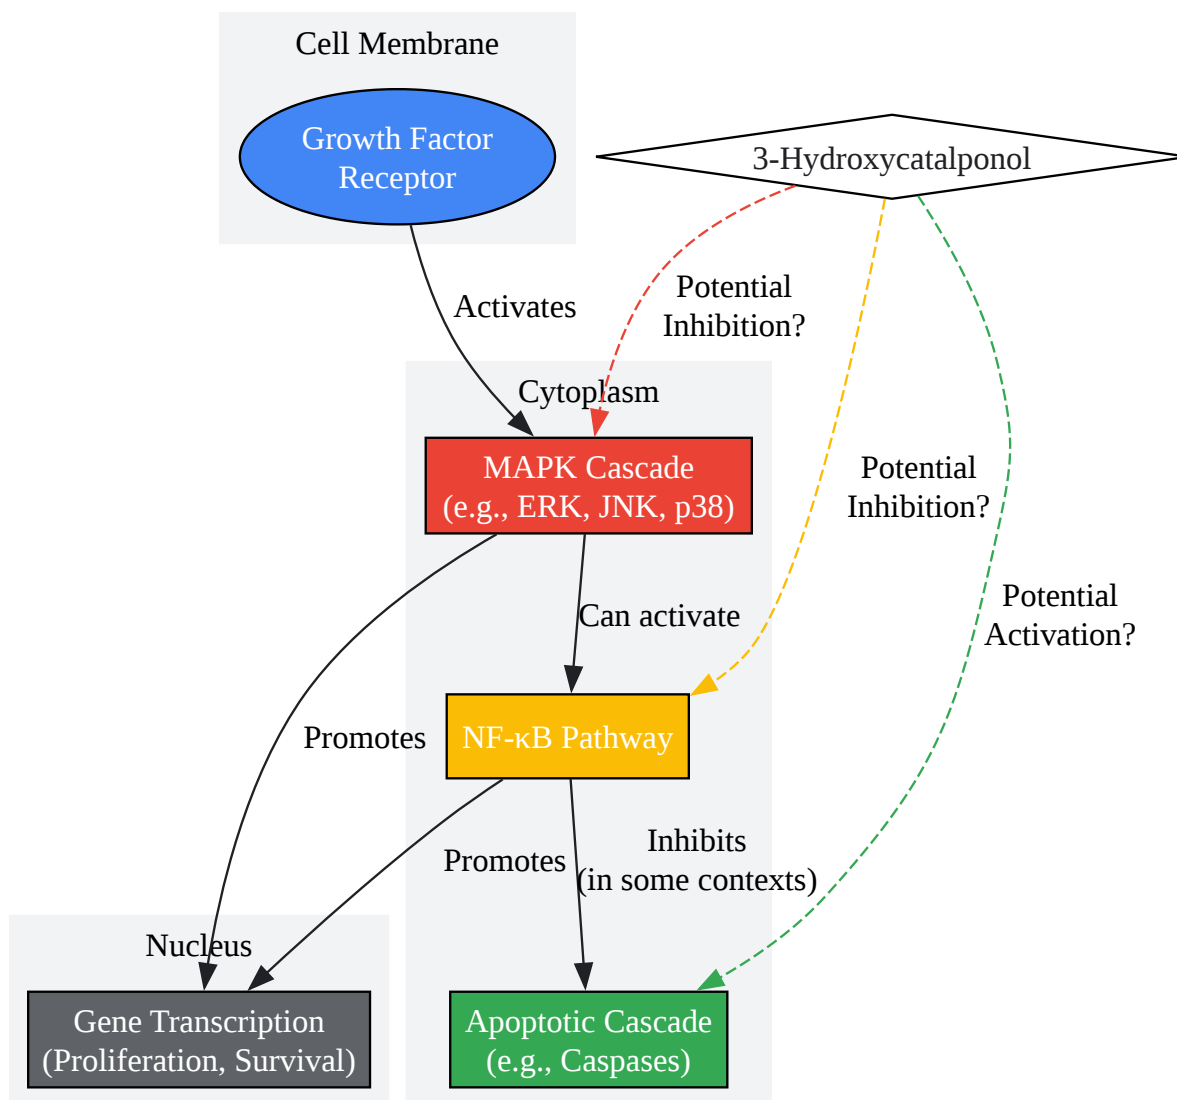 Cell Membrane
Growth Factor
Receptor
3-Hydroxycatalponol
Activates
Potential
Inhibition?
Cytoplasm
MAPK Cascade
(e.g., ERK, JNK, p38)
Potential
Inhibition?
Can activate
Potential
Activation?
Promotes
NF-κB Pathway
Promotes
Inhibits
(in some contexts)
Nucleus
Gene Transcription
(Proliferation, Survival)
Apoptotic Cascade
(e.g., Caspases)